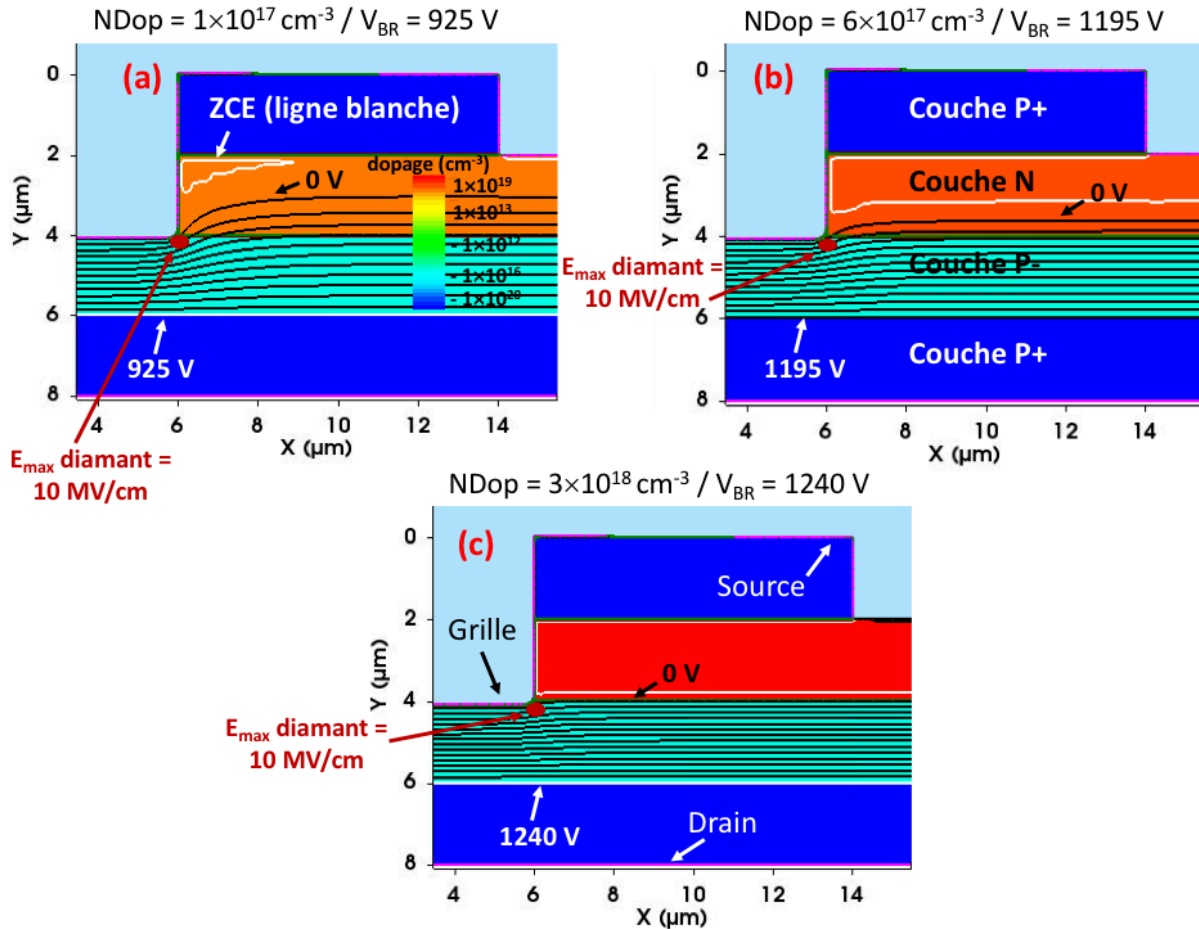 NDop = 1×10¹⁷ cm⁻³ / V_BR = 925 V
(a)
ZCE (ligne blanche)
dopage (cm⁻³)
1×10¹⁹
1×10¹³
- 1×10¹²
- 1×10¹⁶
- 1×10²⁰
0 V
925 V
E_max diamant =
10 MV/cm
Y (µm)
0
2
4
6
8
4 6 8 10 12 14
X (µm)
NDop = 6×10¹⁷ cm⁻³ / V_BR = 1195 V
(b)
Couche P+
Couche N
0 V
Couche P-
Couche P+
1195 V
E_max diamant =
10 MV/cm
Y (µm)
0
2
4
6
8
4 6 8 10 12 14
X (µm)
NDop = 3×10¹⁸ cm⁻³ / V_BR = 1240 V
(c)
Source
Grille
0 V
E_max diamant =
10 MV/cm
1240 V
Drain
Y (µm)
0
2
4
6
8
4 6 8 10 12 14
X (µm)